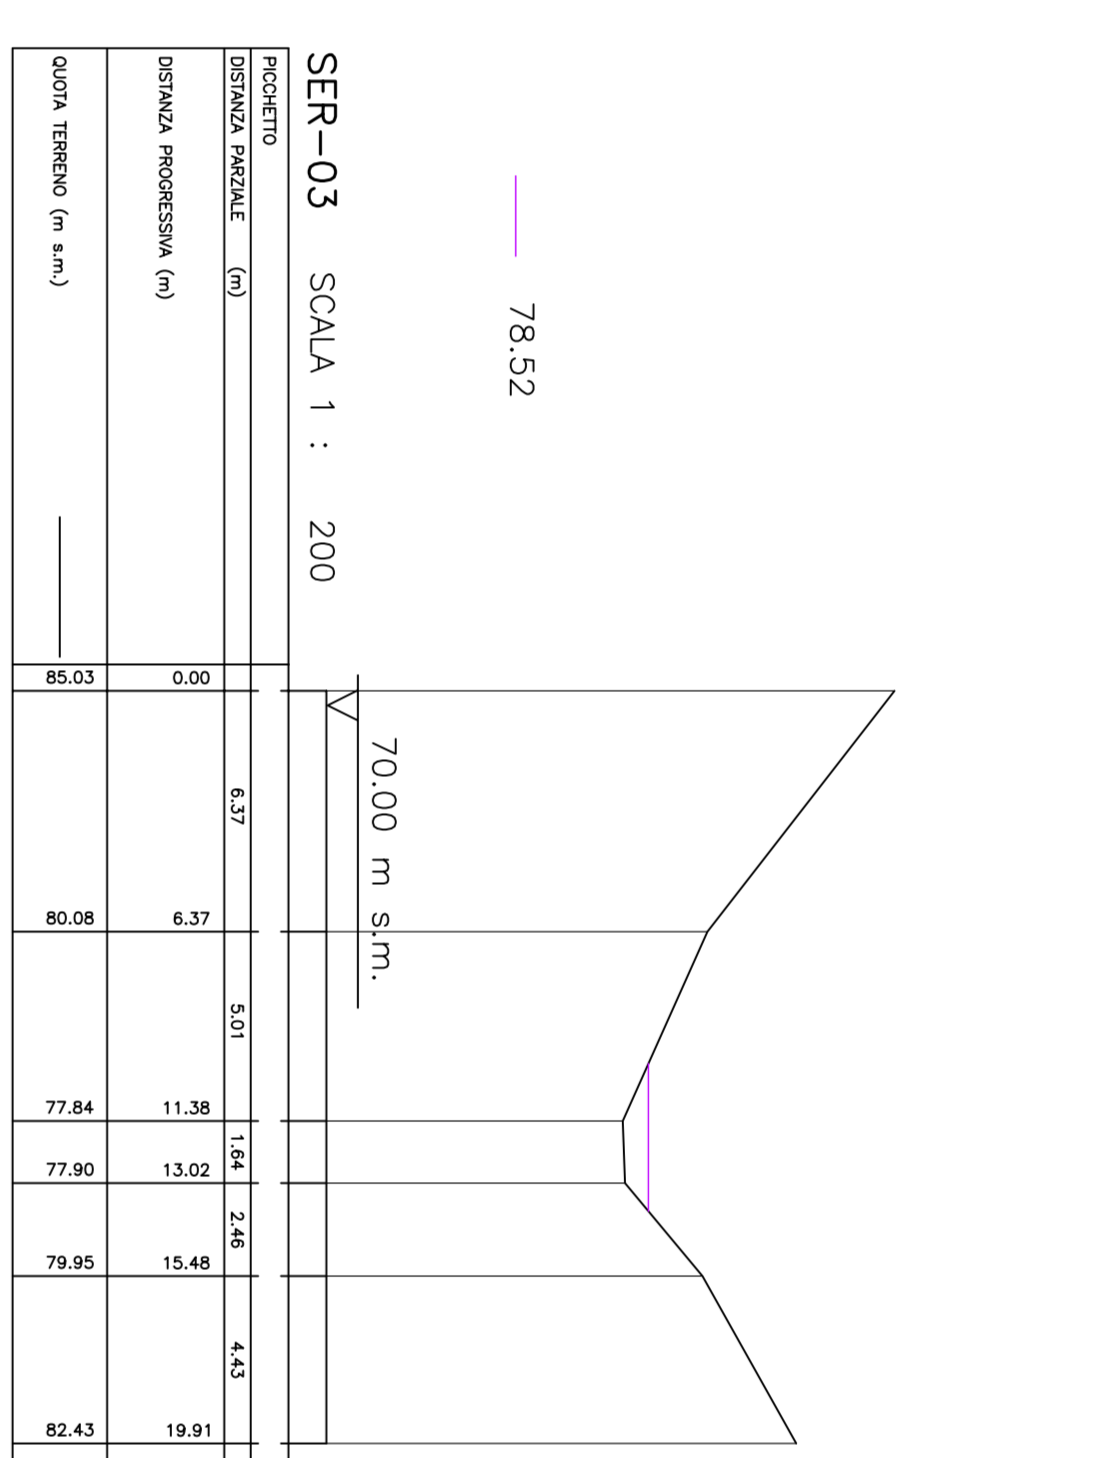 78.52
70.00 m s.m.
SER-03 SCALA 1 : 200
PICCHETTO
DISTANZA PARZIALE (m) 6.37 5.01 1.64 2.46 4.43
DISTANZA PROGRESSIVA (m) 0.00 6.37 11.38 13.02 15.48 19.91
QUOTA TERRENO (m s.m.) 85.03 80.08 77.84 77.90 79.95 82.43